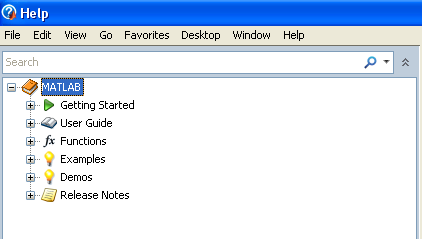 Help
File Edit View Go Favorites Desktop Window Help
Search
MATLAB
Getting Started
User Guide
fx Functions
Examples
Demos
Release Notes